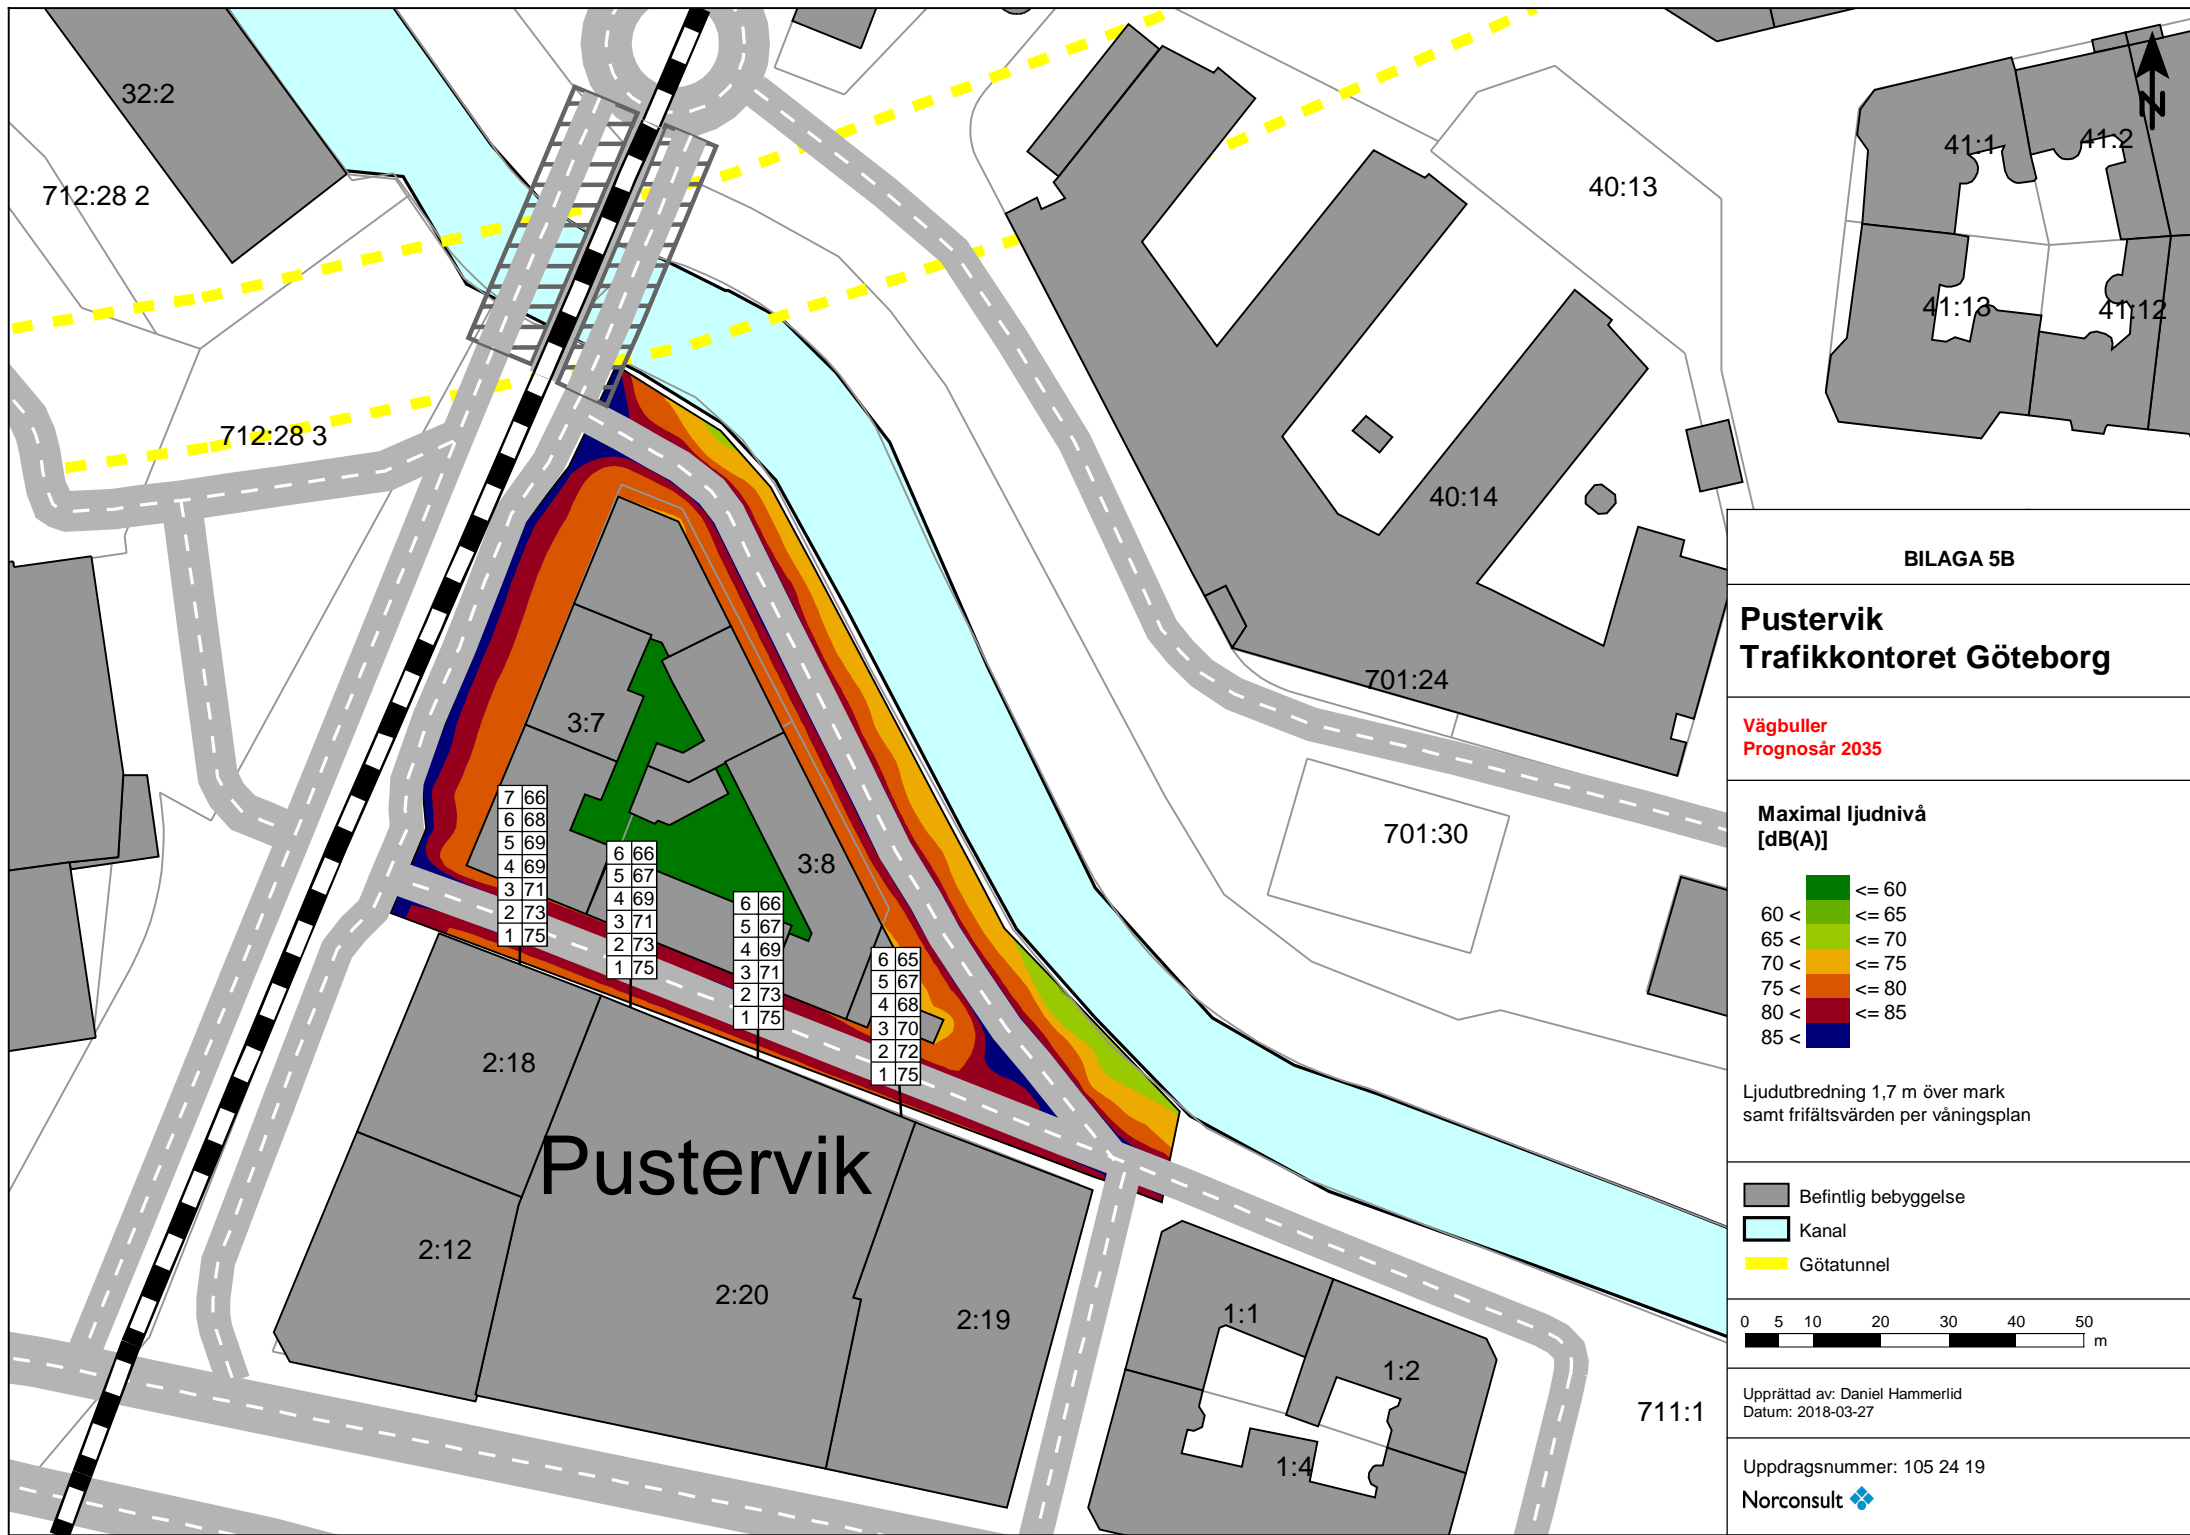 32:2
41:1
41:2
712:28 2
40:13
41:13
41:12
712:28 3
40:14
701:24
3:7
701:30
3:8
7 66
6 68
5 69
4 69
3 71
2 73
1 75
6 66
5 67
4 69
3 71
2 73
1 75
6 66
5 67
4 69
3 71
2 73
1 75
6 65
5 67
4 68
3 70
2 72
1 75
2:18
Pustervik
2:12
2:20
2:19
1:1
1:2
1:4
711:1
N
BILAGA 5B
Pustervik
Trafikkontoret Göteborg
Vägbuller
Prognosår 2035
Maximal ljudnivå
[dB(A)]
<= 60
60 < <= 65
65 < <= 70
70 < <= 75
75 < <= 80
80 < <= 85
85 <
Ljudutbredning 1,7 m över mark
samt frifältsvärden per våningsplan
Befintlig bebyggelse
Kanal
Götatunnel
0 5 10 20 30 40 50
m
Upprättad av: Daniel Hammerlid
Datum: 2018-03-27
Uppdragsnummer: 105 24 19
Norconsult